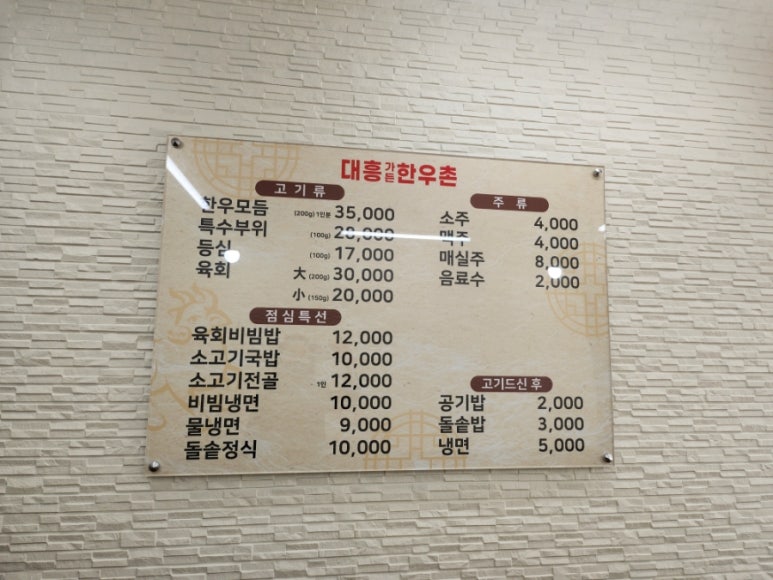 대흥가든한우촌
고기류
한우모듬 (200g) 1인분 35,000
특수부위 (100g) 20,000
등심 (100g) 17,000
육회 大 (200g) 30,000
小 (150g) 20,000
점심특선
육회비빔밥 12,000
소고기국밥 10,000
소고기전골 1인 12,000
비빔냉면 10,000
물냉면 9,000
돌솥정식 10,000
주류
소주 4,000
맥주 4,000
매실주 8,000
음료수 2,000
고기드신 후
공기밥 2,000
돌솥밥 3,000
냉면 5,000